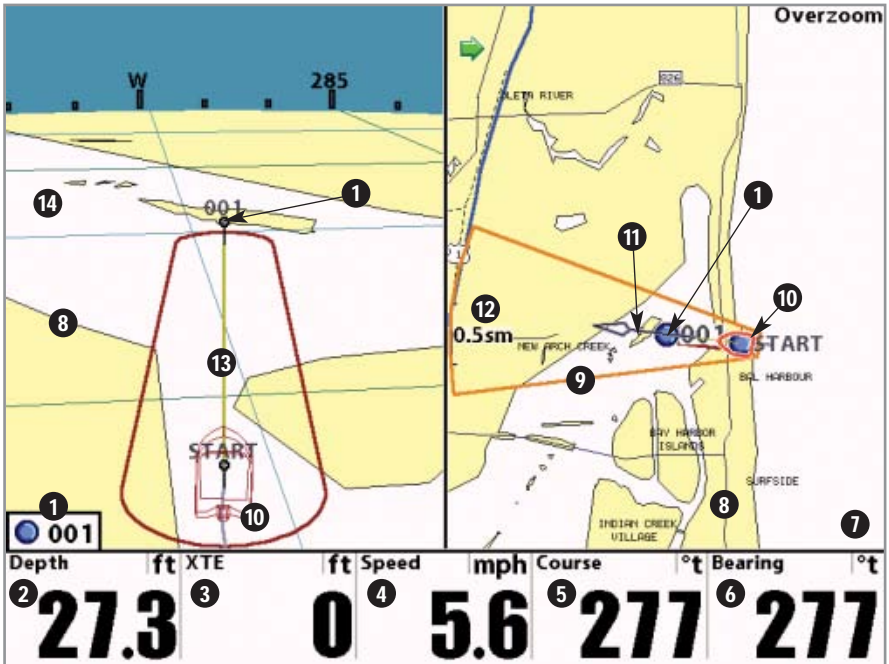 Overzoom
W 285
826
OLETA RIVER
14
001
1
1
11
10
8
12
001
START
0.5sm
NEW ARCH CREEK
13
9
BAL HARBOUR
BAY HARBOR
ISLANDS
START
SURFSIDE
1
10
8
7
001
INDIAN CREEK
VILLAGE
Depth ft XTE ft Speed mph Course °t Bearing °t
2 27.3 3 0 4 5.6 5 277 6 277